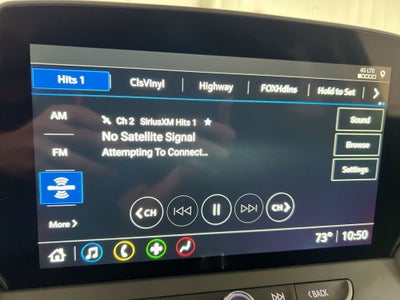 4G LTE
Hits 1
ClsVinyl
Highway
FOXHdlns
Hold to Set
AM
Ch 2 SiriusXM Hits 1
Sound
No Satellite Signal
FM
Attempting To Connect...
Browse
Settings
More
CH
CH
73° 10:50
BACK